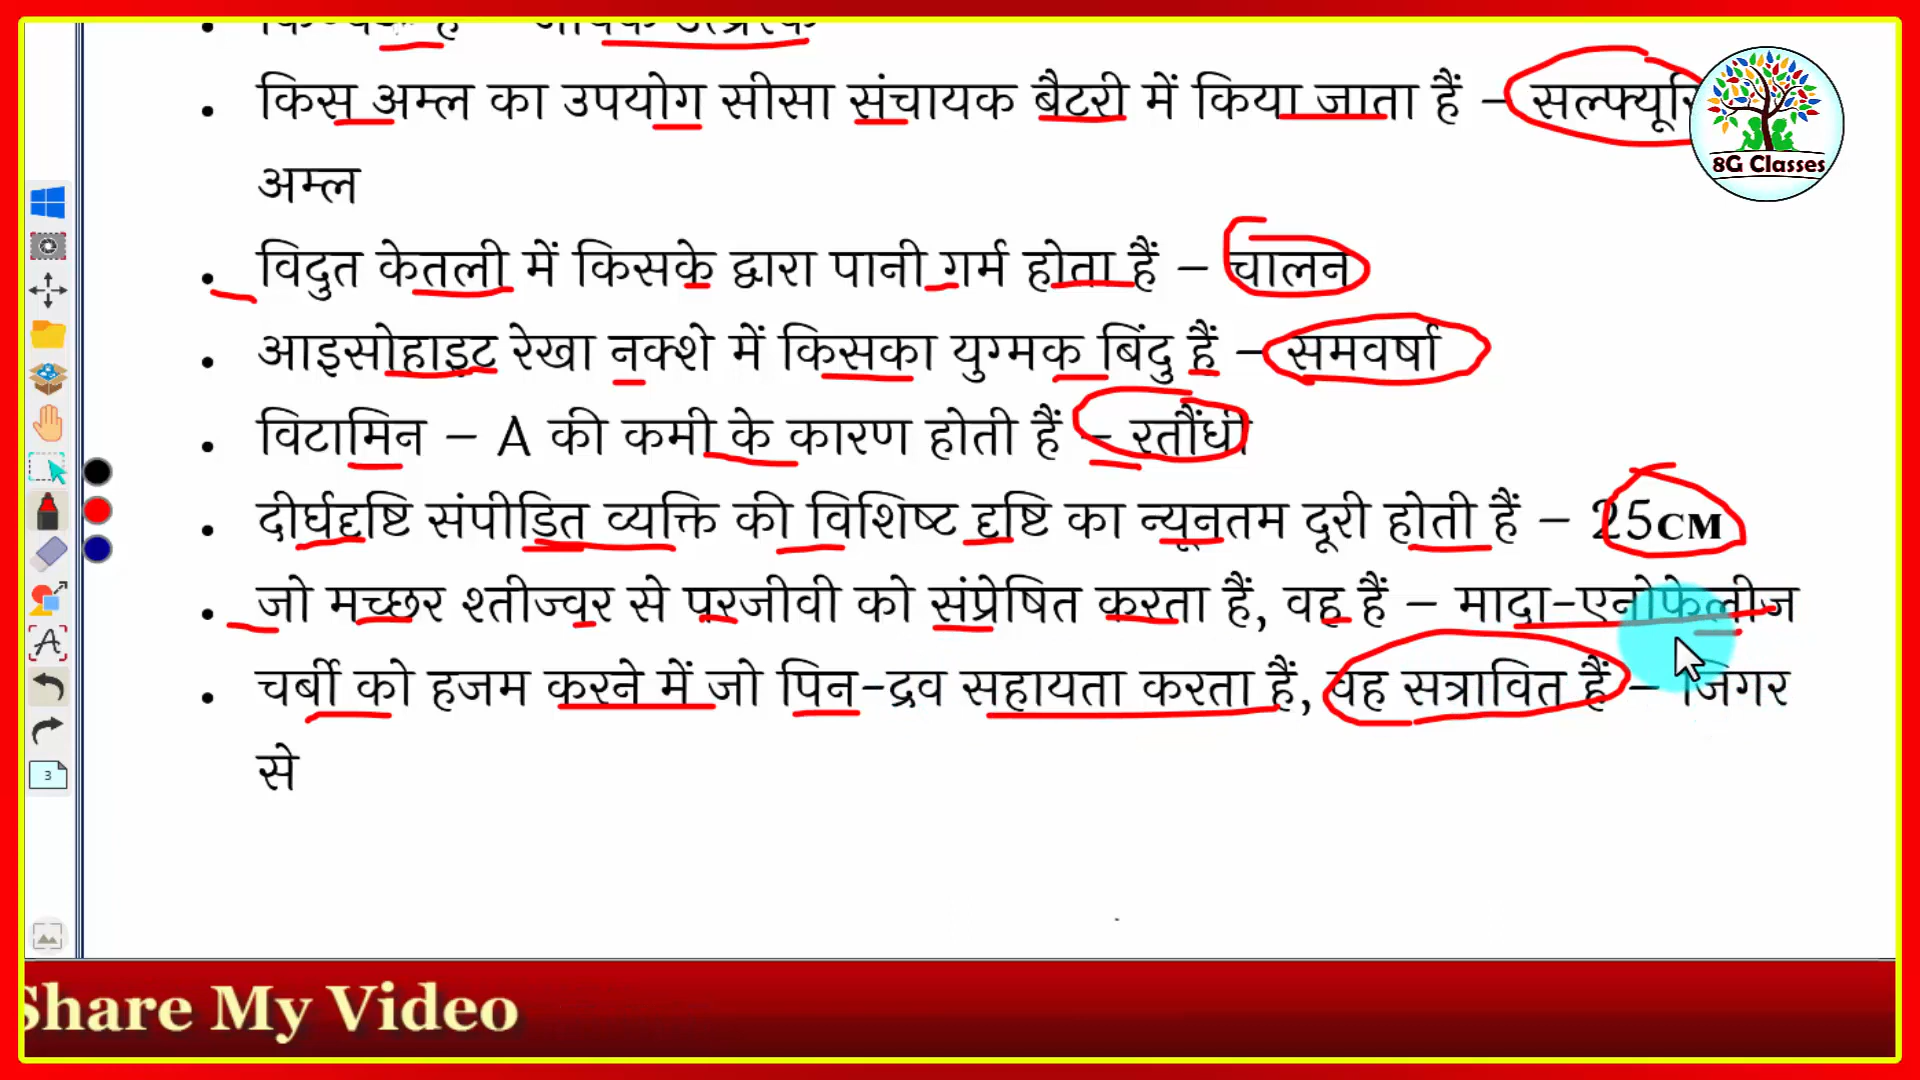 किस अम्ल का उपयोग सीसा संचायक बैटरी में किया जाता हैं –
8G Classes
अम्ल
विदुत केतली में किसके द्वारा पानी गर्म होता हैं – चालन
आइसोहाइट रेखा नक्शे में किसका युग्मक बिंदु हैं – समवर्षा
विटामिन – A की कमी के कारण होती हैं – रतौंधी
दीर्घदृष्टि संपीडित व्यक्ति की विशिष्ट दृष्टि का न्यूनतम दूरी होती हैं – 25CM
जो मच्छर श्तीज्वर से परजीवी को संप्रेषित करता हैं, वह हैं – मादा-एनोफेलीज
चर्बी को हजम करने में जो पिन-द्रव सहायता करता हैं, वह सत्रावित हैं – जिगर
से
3
Share My Video